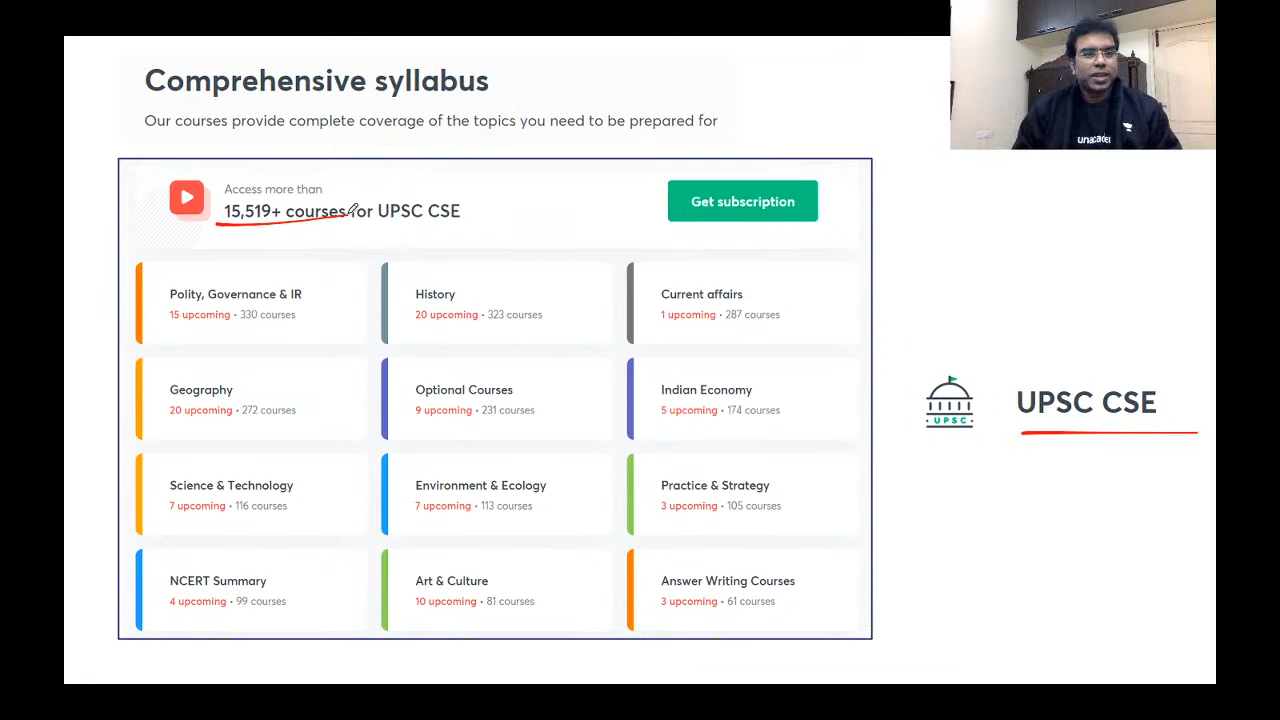 Comprehensive syllabus
Our courses provide complete coverage of the topics you need to be prepared for
Access more than
15,519+ courses for UPSC CSE
Get subscription
Polity, Governance & IR
15 upcoming • 330 courses
History
20 upcoming • 323 courses
Current affairs
1 upcoming • 287 courses
Geography
20 upcoming • 272 courses
Optional Courses
9 upcoming • 231 courses
Indian Economy
5 upcoming • 174 courses
Science & Technology
7 upcoming • 116 courses
Environment & Ecology
7 upcoming • 113 courses
Practice & Strategy
3 upcoming • 105 courses
NCERT Summary
4 upcoming • 99 courses
Art & Culture
10 upcoming • 81 courses
Answer Writing Courses
3 upcoming • 61 courses
UPSC
UPSC CSE